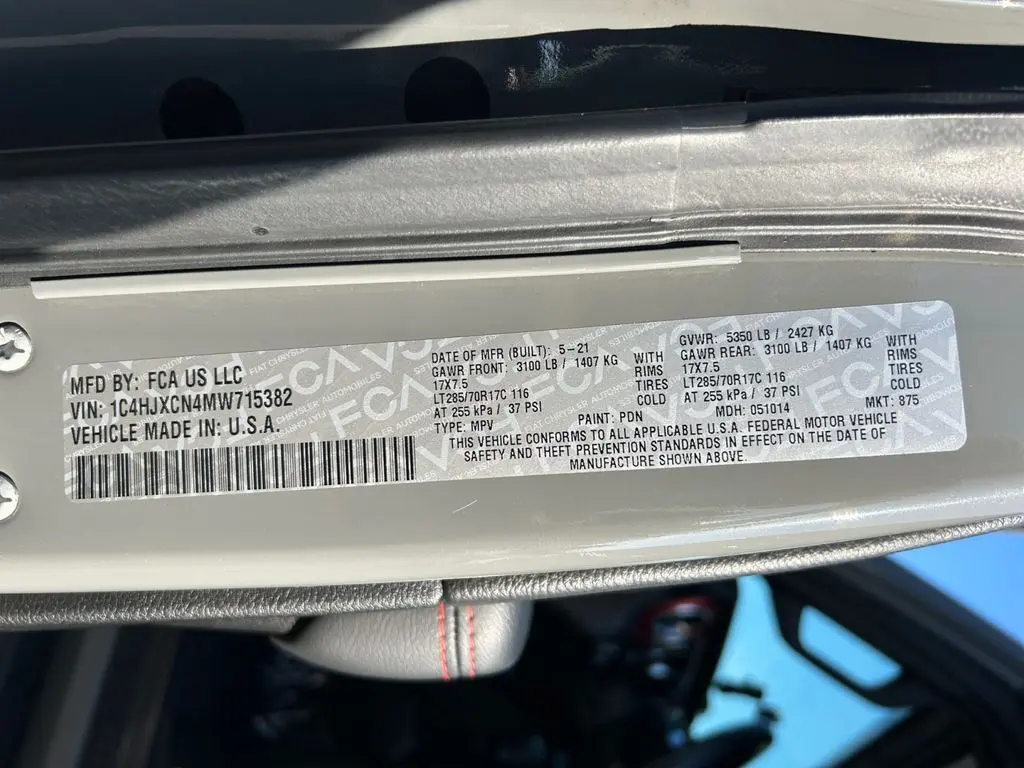 MFD BY: FCA US LLC
VIN: 1C4HJXCN4MW715382
VEHICLE MADE IN: U.S.A.
DATE OF MFR (BUILT): 5-21
GAWR FRONT: 3100 LB / 1407 KG WITH
17X7.5 RIMS
LT285/70R17C 116 TIRES
AT 255 kPa / 37 PSI COLD
TYPE: MPV PAINT: PDN
GVWR: 5350 LB / 2427 KG
GAWR REAR: 3100 LB / 1407 KG WITH
17X7.5 RIMS
LT285/70R17C 116 TIRES
AT 255 kPa / 37 PSI COLD
MDH: 051014 MKT: 875
THIS VEHICLE CONFORMS TO ALL APPLICABLE U.S.A. FEDERAL MOTOR VEHICLE
SAFETY AND THEFT PREVENTION STANDARDS IN EFFECT ON THE DATE OF
MANUFACTURE SHOWN ABOVE.